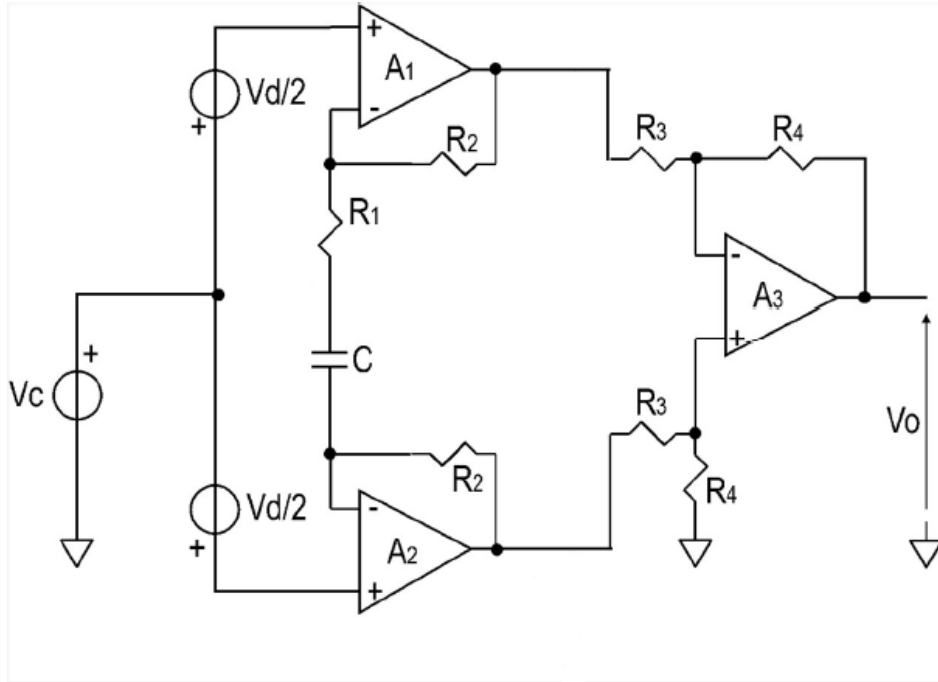 +
A1
-
Vd/2
+
R2
R3
R4
R1
-
A3
+
+
Vc
C
R3
Vo
R2
R4
Vd/2
+
-
A2
+